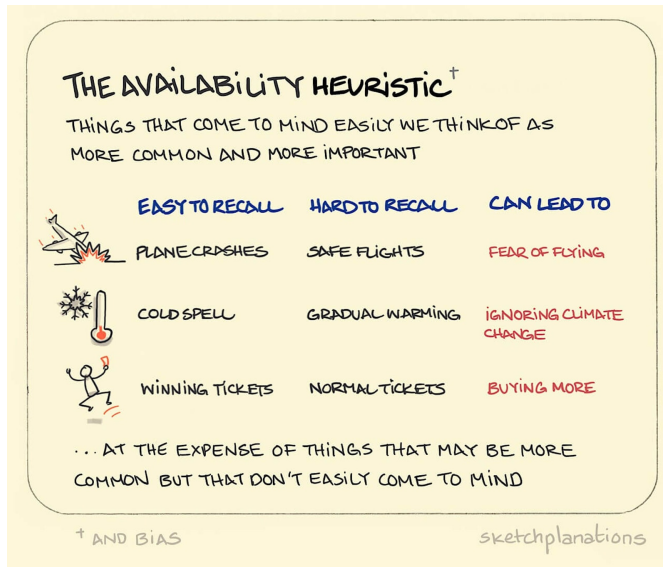 THE AVAILABILITY HEURISTIC†
THINGS THAT COME TO MIND EASILY WE THINK OF AS
MORE COMMON AND MORE IMPORTANT
EASY TO RECALL HARD TO RECALL CAN LEAD TO
PLANE CRASHES SAFE FLIGHTS FEAR OF FLYING
COLD SPELL GRADUAL WARMING IGNORING CLIMATE
CHANGE
WINNING TICKETS NORMAL TICKETS BUYING MORE
...AT THE EXPENSE OF THINGS THAT MAY BE MORE
COMMON BUT THAT DON'T EASILY COME TO MIND
† AND BIAS
sketchplanations